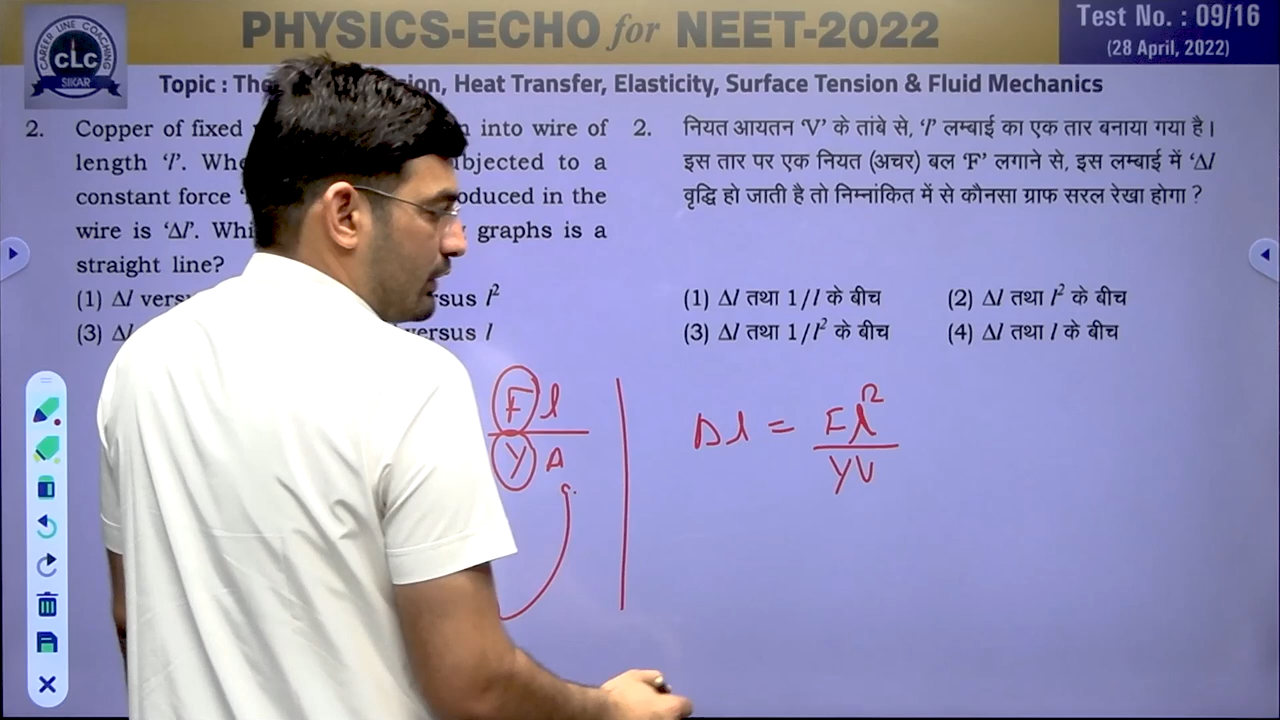 CAREER LINE COACHING
CLC
SIKAR
PHYSICS-ECHO for NEET-2022
Test No. : 09/16
(28 April, 2022)
Topic : The ion, Heat Transfer, Elasticity, Surface Tension & Fluid Mechanics
2. Copper of fixed into wire of
length ‘l’. Whe bjected to a
constant force ‘ oduced in the
wire is ‘Δl’. Whi graphs is a
straight line?
(1) Δl vers rsus l²
(3) Δl versus l
2. नियत आयतन ‘V’ के तांबे से, ‘l’ लम्बाई का एक तार बनाया गया है।
इस तार पर एक नियत (अचर) बल ‘F’ लगाने से, इस लम्बाई में ‘Δl
वृद्धि हो जाती है तो निम्नांकित में से कौनसा ग्राफ सरल रेखा होगा ?
(1) Δl तथा 1/l के बीच (2) Δl तथा l² के बीच
(3) Δl तथा 1/l² के बीच (4) Δl तथा l के बीच
F l
Y A
Δl = Fl²
YV